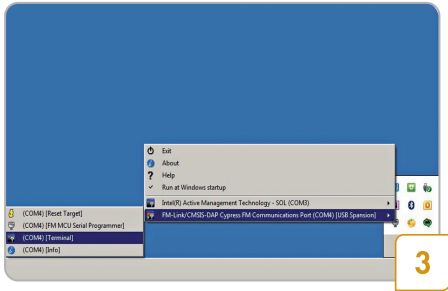 Exit
About
Help
Run at Windows startup
Intel(R) Active Management Technology - SOL (COM3)
FM-Link/CMSIS-DAP Cypress FM Communications Port (COM4) [USB Spansion]
(COM4) [Reset Target]
(COM4) [FM MCU Serial Programmer]
(COM4) [Terminal]
(COM4) [Info]
3